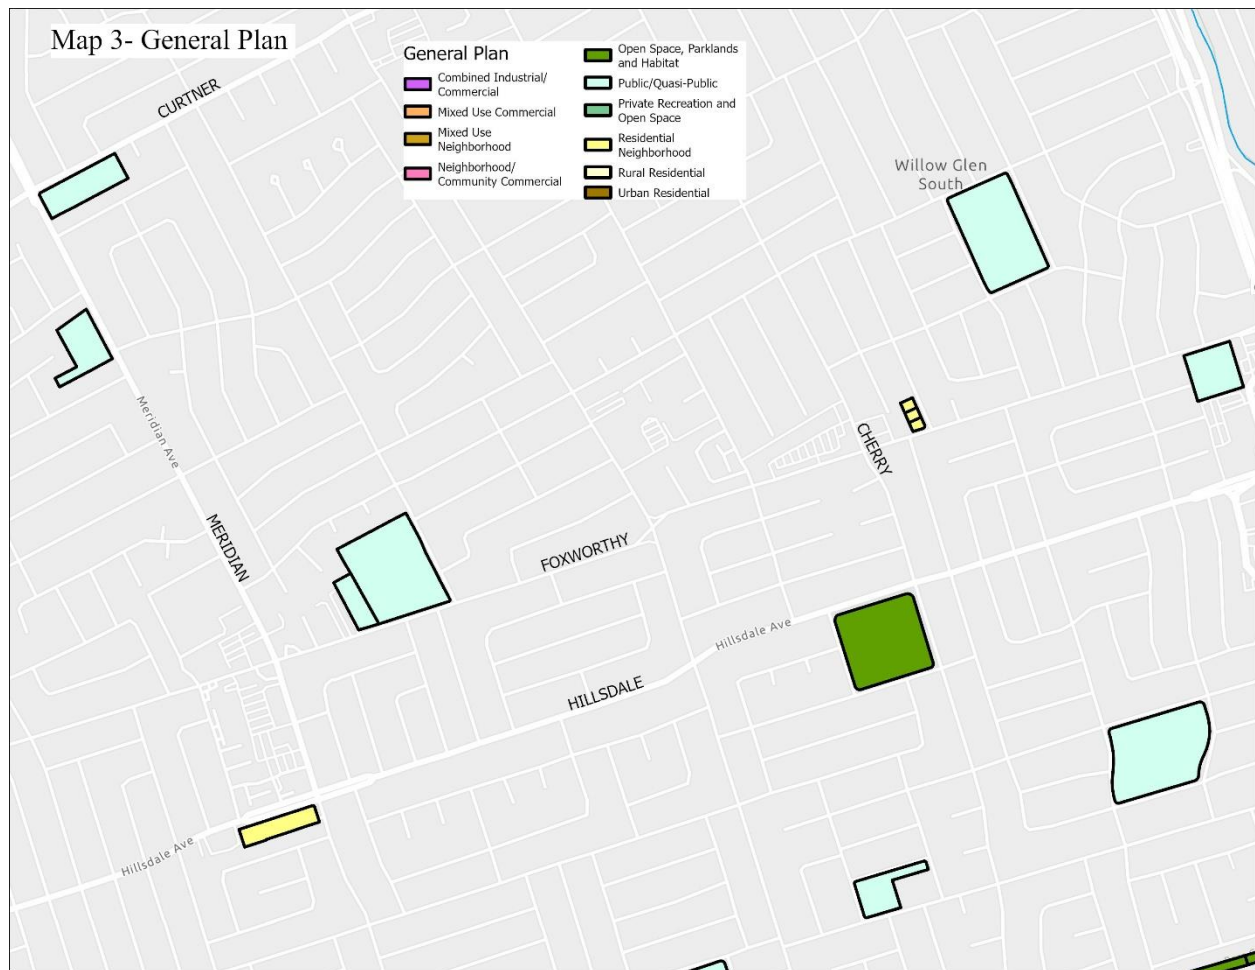 Map 3- General Plan
General Plan
Combined Industrial/
Commercial
Mixed Use Commercial
Mixed Use
Neighborhood
Neighborhood/
Community Commercial
Open Space, Parklands
and Habitat
Public/Quasi-Public
Private Recreation and
Open Space
Residential
Neighborhood
Rural Residential
Urban Residential
CURTNER
Willow Glen
South
Meridian Ave
CHERRY
MERIDIAN
FOXWORTHY
Hillsdale Ave
HILLSDALE
Hillsdale Ave